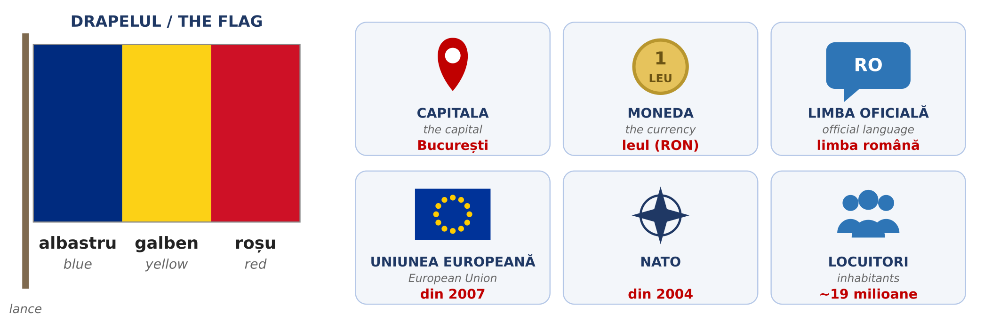 DRAPELUL / THE FLAG
albastru galben roșu
blue yellow red
lance
1
LEU
RO
CAPITALA
the capital
București
MONEDA
the currency
leul (RON)
LIMBA OFICIALĂ
official language
limba română
UNIUNEA EUROPEANĂ
European Union
din 2007
NATO
din 2004
LOCUITORI
inhabitants
~19 milioane